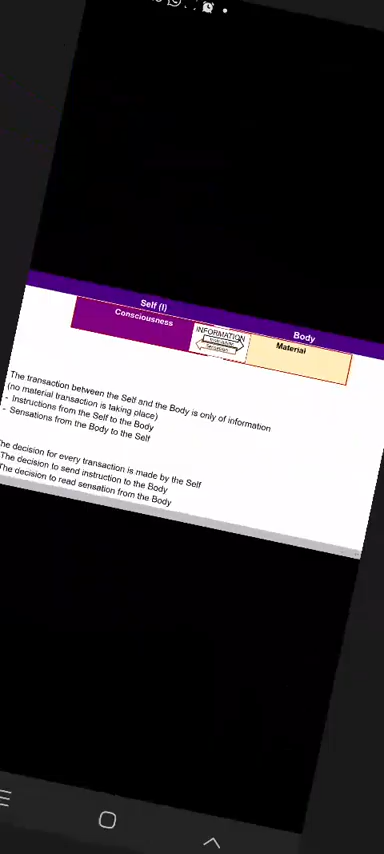 Self (I)
Body
Consciousness
INFORMATION
Material
The transaction between the Self and the Body is only of information
(no material transaction is taking place)
- Instructions from the Self to the Body
- Sensations from the Body to the Self
The decision for every transaction is made by the Self
The decision to send instruction to the Body
The decision to read sensation from the Body